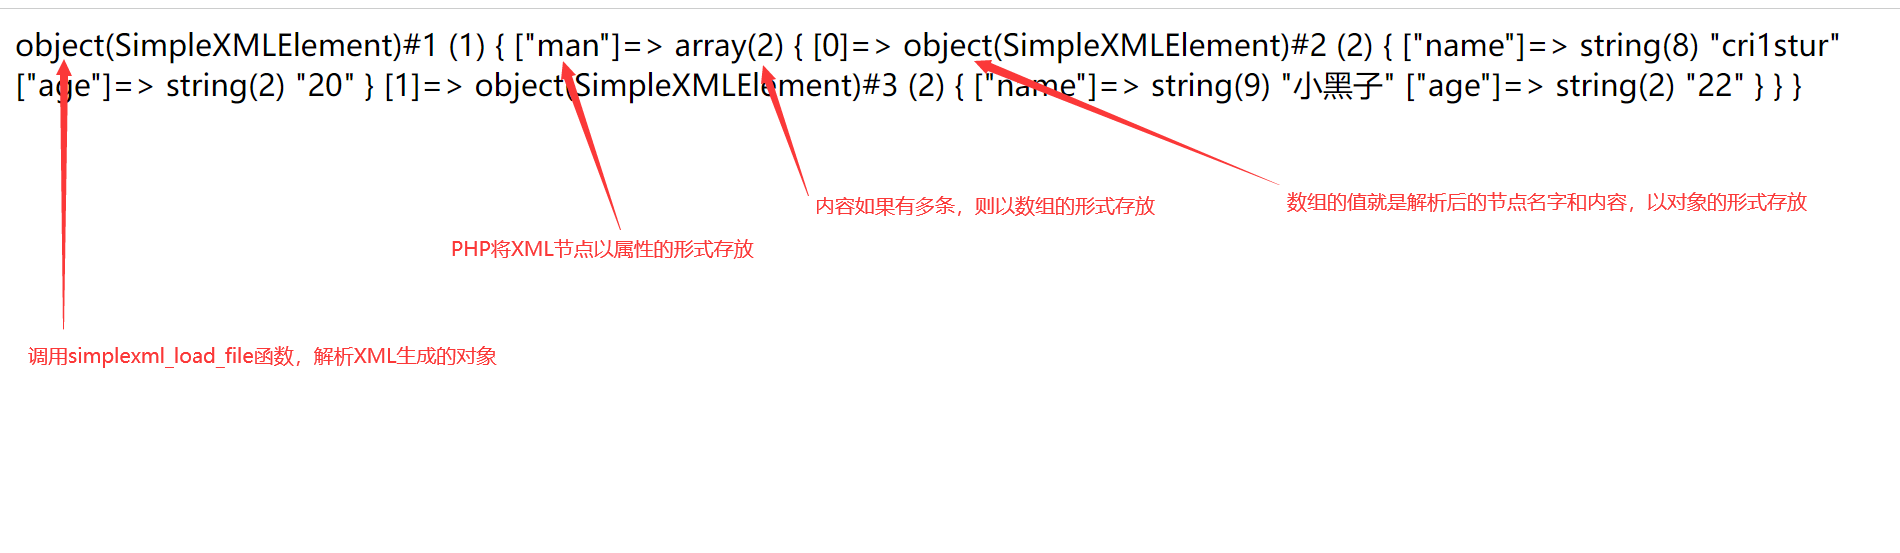 object(SimpleXMLElement)#1 (1) { ["man"]=> array(2) { [0]=> object(SimpleXMLElement)#2 (2) { ["name"]=> string(8) "cri1stur"
["age"]=> string(2) "20" } [1]=> object(SimpleXMLElement)#3 (2) { ["name"]=> string(9) "小黑子" ["age"]=> string(2) "22" } } }
数组的值就是解析后的节点名字和内容，以对象的形式存放
内容如果有多条，则以数组的形式存放
PHP将XML节点以属性的形式存放
调用simplexml_load_file函数，解析XML生成的对象